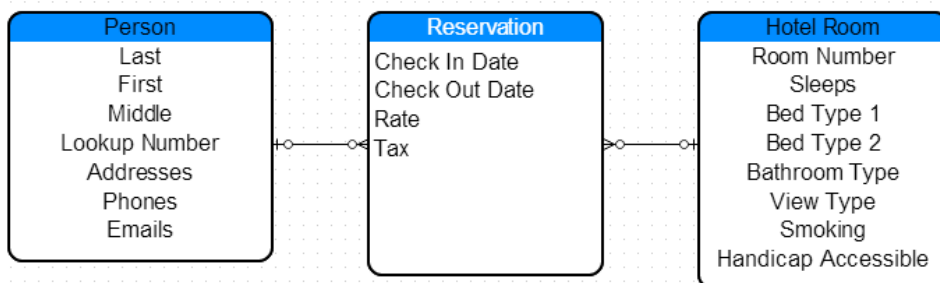 Person
Last
First
Middle
Lookup Number
Addresses
Phones
Emails
Reservation
Check In Date
Check Out Date
Rate
Tax
Hotel Room
Room Number
Sleeps
Bed Type 1
Bed Type 2
Bathroom Type
View Type
Smoking
Handicap Accessible